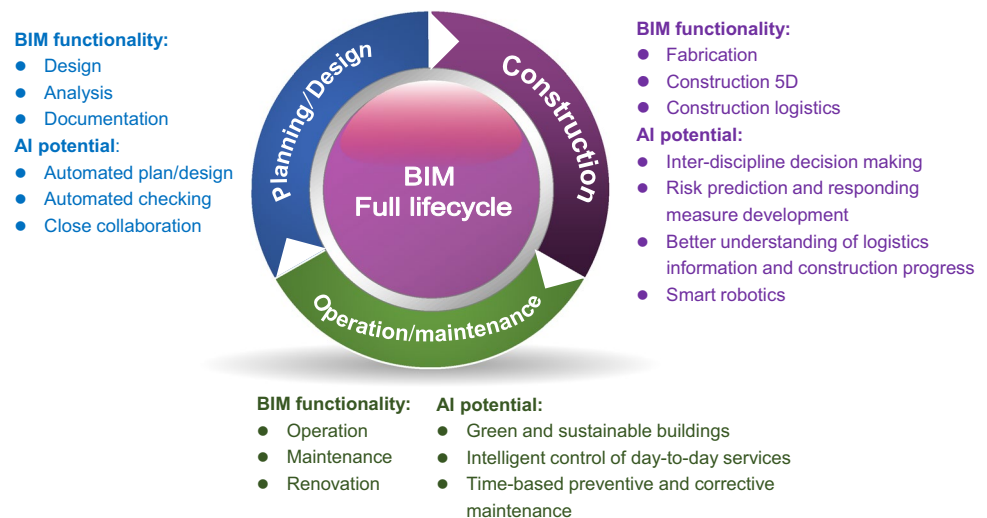 BIM functionality:
● Design
● Analysis
● Documentation
AI potential:
● Automated plan/design
● Automated checking
● Close collaboration
Planning/Design
Construction
Operation/maintenance
BIM
Full lifecycle
BIM functionality:
● Fabrication
● Construction 5D
● Construction logistics
AI potential:
● Inter-discipline decision making
● Risk prediction and responding
measure development
● Better understanding of logistics
information and construction progress
● Smart robotics
BIM functionality:
● Operation
● Maintenance
● Renovation
AI potential:
● Green and sustainable buildings
● Intelligent control of day-to-day services
● Time-based preventive and corrective
maintenance